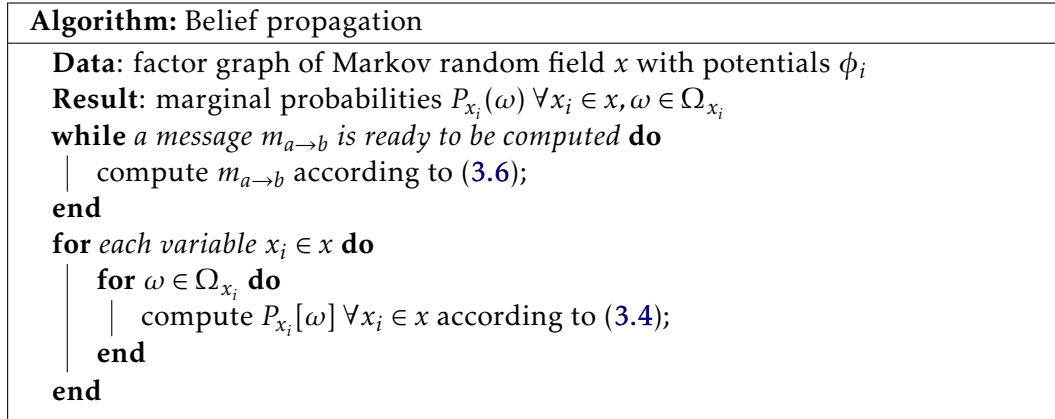 Algorithm: Belief propagation
Data: factor graph of Markov random field x with potentials ϕ_i
Result: marginal probabilities P_{x_i}(ω) ∀x_i ∈ x, ω ∈ Ω_{x_i}
while a message m_{a→b} is ready to be computed do
compute m_{a→b} according to (3.6);
end
for each variable x_i ∈ x do
for ω ∈ Ω_{x_i} do
compute P_{x_i}[ω] ∀x_i ∈ x according to (3.4);
end
end